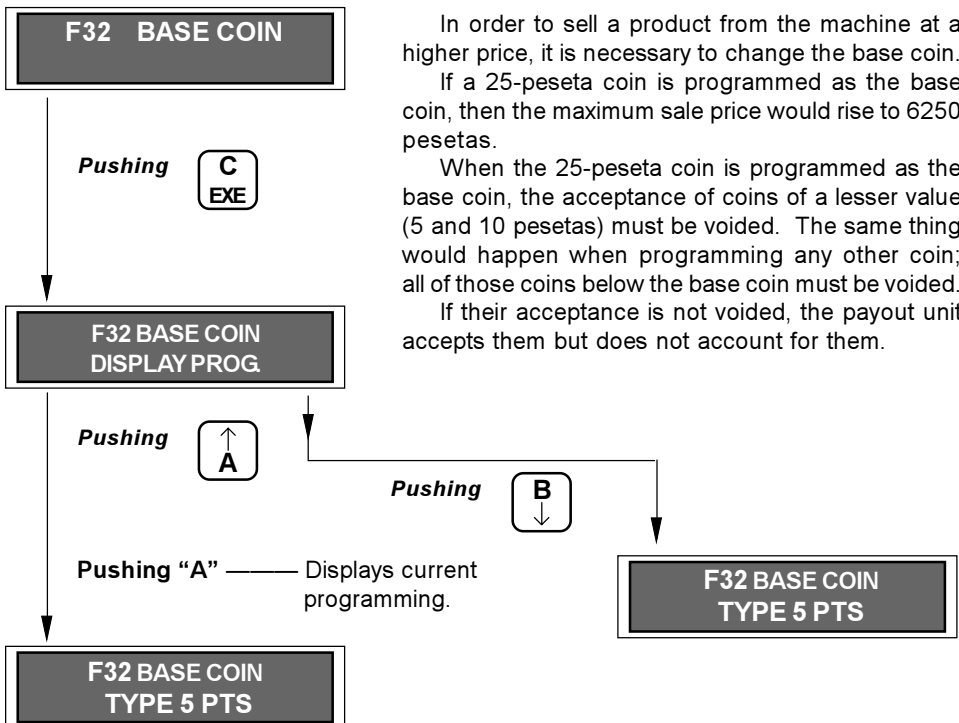 F32 BASE COIN
In order to sell a product from the machine at a
higher price, it is necessary to change the base coin.
If a 25-peseta coin is programmed as the base
coin, then the maximum sale price would rise to 6250
pesetas.
When the 25-peseta coin is programmed as the
base coin, the acceptance of coins of a lesser value
(5 and 10 pesetas) must be voided. The same thing
would happen when programming any other coin;
all of those coins below the base coin must be voided.
If their acceptance is not voided, the payout unit
accepts them but does not account for them.
Pushing
C
EXE
F32 BASE COIN
DISPLAY PROG.
Pushing
↑
A
Pushing
B
↓
Pushing “A” ——— Displays current
programming.
F32 BASE COIN
TYPE 5 PTS
F32 BASE COIN
TYPE 5 PTS